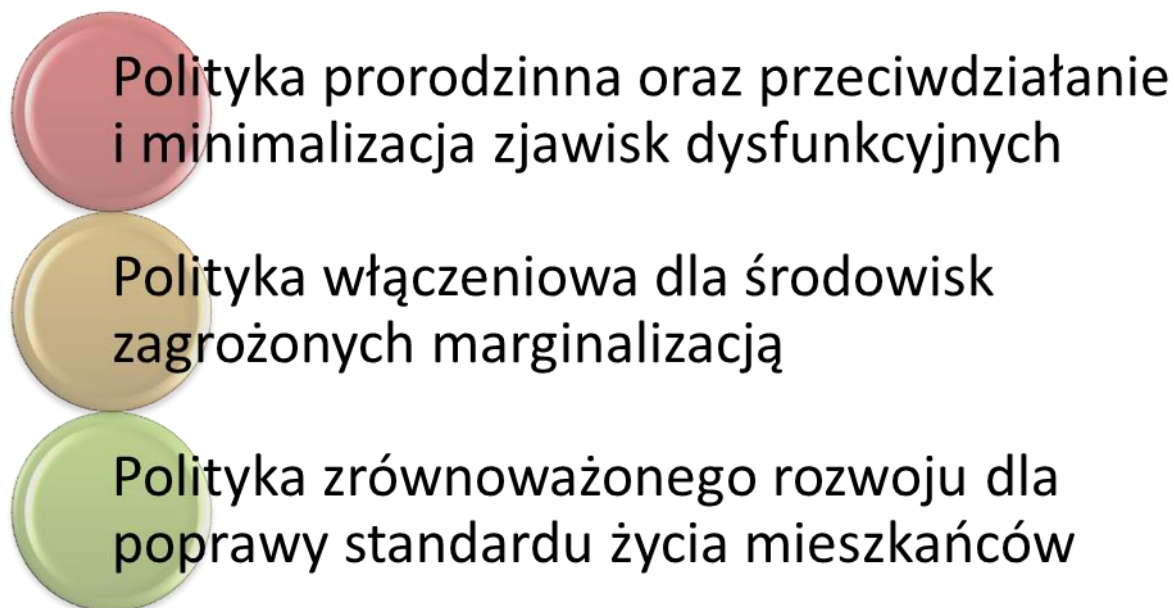 Polityka prorodzinna oraz przeciwdziałanie
i minimalizacja zjawisk dysfunkcyjnych
Polityka włączeniowa dla środowisk
zagrożonych marginalizacją
Polityka zrównoważonego rozwoju dla
poprawy standardu życia mieszkańców